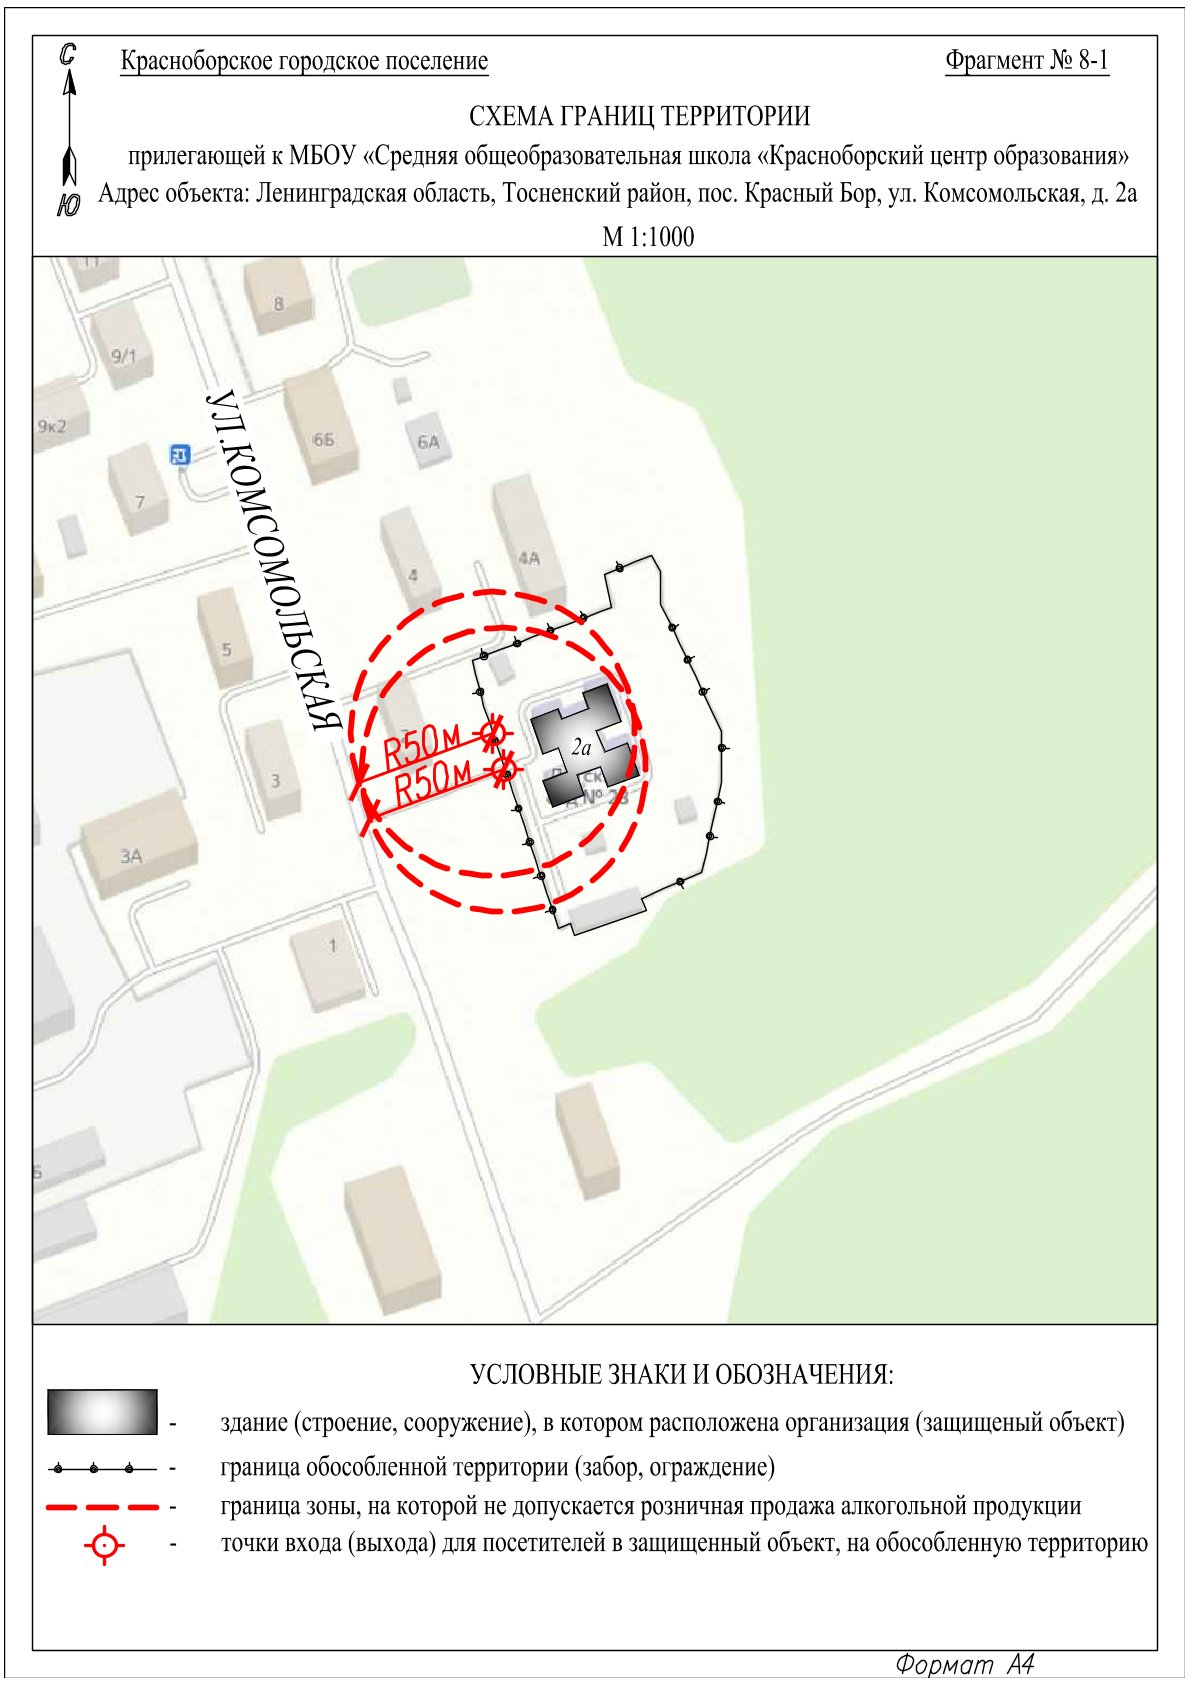 С
Красноборское городское поселение
Фрагмент № 8-1
СХЕМА ГРАНИЦ ТЕРРИТОРИИ
прилегающей к МБОУ «Средняя общеобразовательная школа «Красноборский центр образования»
Ю
Адрес объекта: Ленинградская область, Тосненский район, пос. Красный Бор, ул. Комсомольская, д. 2а
М 1:1000
11
8
9/1
9к2
6Б
6А
7
УЛ.КОМСОМОЛЬСКАЯ
4А
4
5
2
R50м
2а
R50м
3
№ 28
3А
1
УСЛОВНЫЕ ЗНАКИ И ОБОЗНАЧЕНИЯ:
- здание (строение, сооружение), в котором расположена организация (защищеный объект)
- граница обособленной территории (забор, ограждение)
- граница зоны, на которой не допускается розничная продажа алкогольной продукции
- точки входа (выхода) для посетителей в защищенный объект, на обособленную территорию
Формат А4